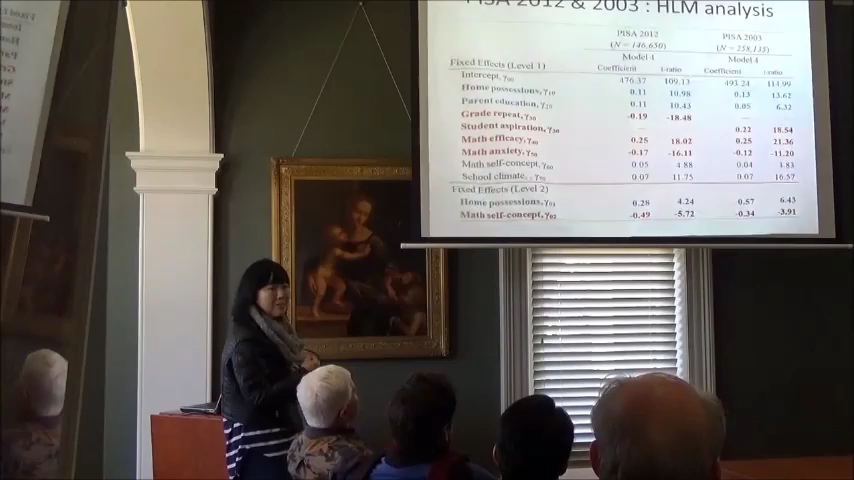 PISA 2012 & 2003 : HLM analysis
PISA 2012 PISA 2003
(N = 146,650) (N = 258,135)
Model 4 Model 4
Fixed Effects (Level 1) Coefficient t-ratio Coefficient t-ratio
Intercept, γ00 476.37 109.13 493.24 114.99
Home possessions, γ10 0.11 10.98 0.13 13.62
Parent education, γ20 0.11 10.43 0.05 6.32
Grade repeat, γ30 -0.19 -18.48 —
Student aspiration, γ30 — 0.22 18.54
Math efficacy, γ40 0.25 18.02 0.25 21.36
Math anxiety, γ50 -0.17 -16.11 -0.12 -11.20
Math self-concept, γ60 0.05 4.88 0.04 4.83
School climate, γ70 0.07 11.75 0.07 16.57
Fixed Effects (Level 2)
Home possessions, γ01 0.28 4.24 0.57 6.43
Math self-concept, γ02 -0.49 -5.72 -0.34 -3.91